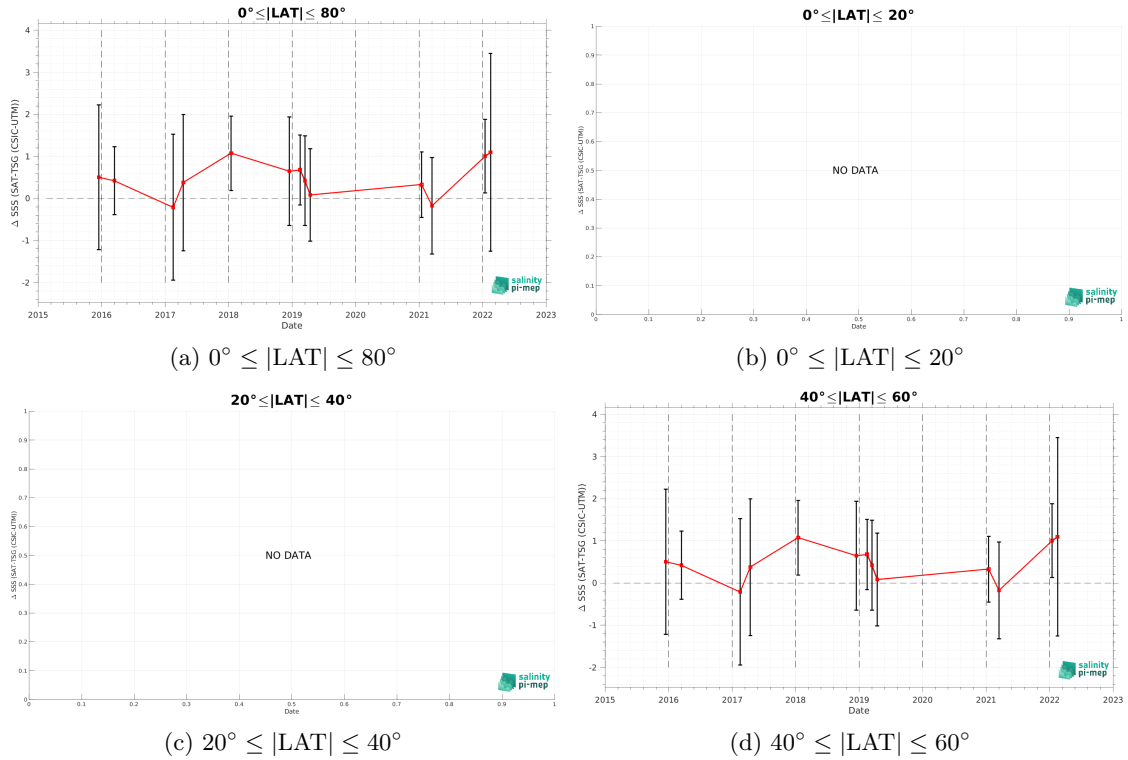 0°≤|LAT|≤ 80°
4
3
2
1
0
-1
-2
Δ SSS (SAT-TSG (CSIC-UTM))
2015 2016 2017 2018 2019 2020 2021 2022 2023
Date
salinity
pi-mep
(a) 0° ≤ |LAT| ≤ 80°
0°≤|LAT|≤ 20°
1
0.9
0.8
0.7
0.6
0.5
0.4
0.3
0.2
0.1
0
Δ SSS (SAT-TSG (CSIC-UTM))
NO DATA
0 0.1 0.2 0.3 0.4 0.5 0.6 0.7 0.8 0.9 1
Date
salinity
pi-mep
(b) 0° ≤ |LAT| ≤ 20°
20°≤|LAT|≤ 40°
1
0.9
0.8
0.7
0.6
0.5
0.4
0.3
0.2
0.1
0
Δ SSS (SAT-TSG (CSIC-UTM))
NO DATA
0 0.1 0.2 0.3 0.4 0.5 0.6 0.7 0.8 0.9 1
Date
salinity
pi-mep
(c) 20° ≤ |LAT| ≤ 40°
40°≤|LAT|≤ 60°
4
3
2
1
0
-1
-2
Δ SSS (SAT-TSG (CSIC-UTM))
2015 2016 2017 2018 2019 2020 2021 2022 2023
Date
salinity
pi-mep
(d) 40° ≤ |LAT| ≤ 60°